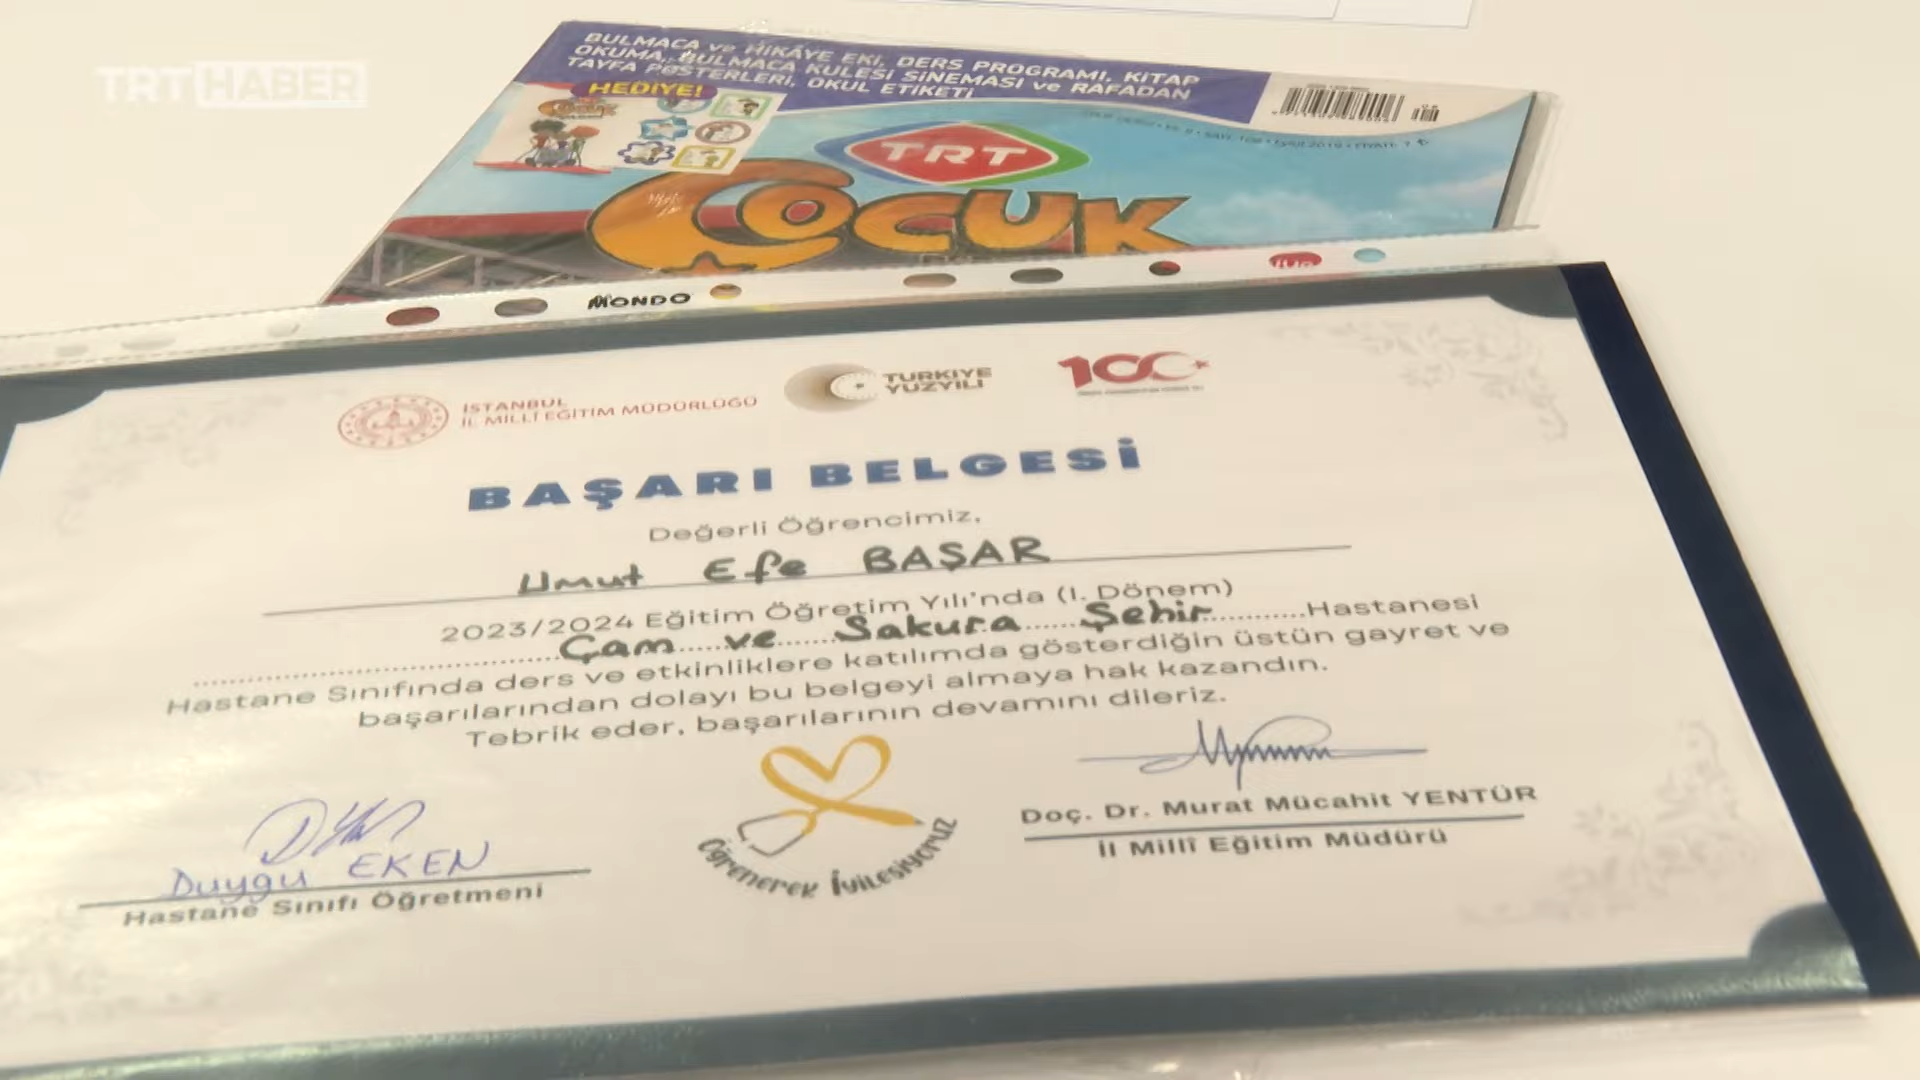 TRT HABER
BULMACA ve HİKÂYE EKİ, DERS PROGRAMI, KİTAP
OKUMA, BULMACA KULESİ SİNEMASI ve RAFADAN
TAYFA POSTERLERİ, OKUL ETİKETİ
HEDİYE!
TRT
ÇOCUK
MONDO
İSTANBUL
İL MİLLÎ EĞİTİM MÜDÜRLÜĞÜ
TÜRKİYE
YÜZYILI
100
BAŞARI BELGESİ
Değerli Öğrencimiz,
Umut Efe BAŞAR
2023/2024 Eğitim Öğretim Yılı'nda (I. Dönem)
Çam ve Sakura Şehir Hastanesi
Hastane Sınıfında ders ve etkinliklere katılımda gösterdiğin üstün gayret ve
başarılarından dolayı bu belgeyi almaya hak kazandın.
Tebrik eder, başarılarının devamını dileriz.
Duygu EKEN
Hastane Sınıfı Öğretmeni
Öğrenerek İyileşiyoruz
Doç. Dr. Murat Mücahit YENTÜR
İl Millî Eğitim Müdürü